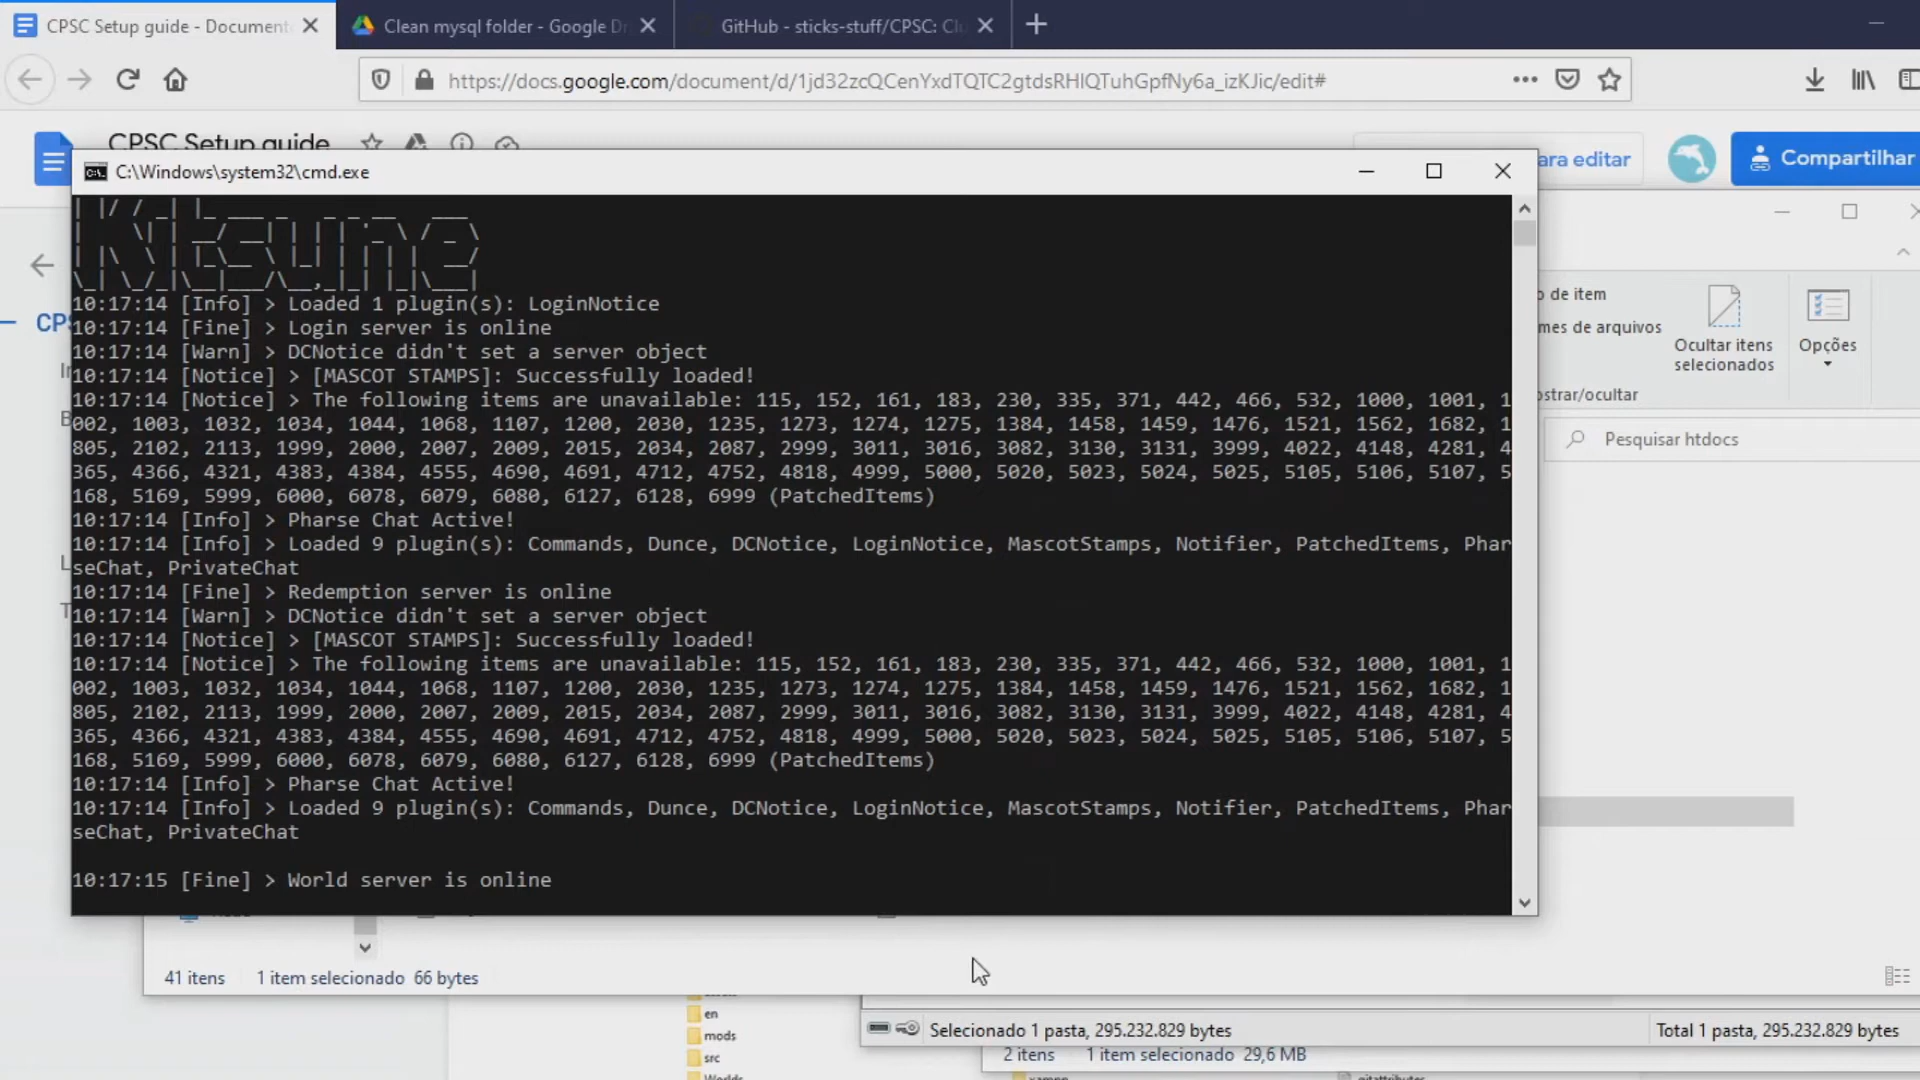 CPSC Setup guide - Document
Clean mysql folder - Google Dr
GitHub - sticks-stuff/CPSC: Cl
https://docs.google.com/document/d/1jd32zcQCenYxdTQTC2gtdsRHlQTuhGpfNy6a_izKJic/edit#
CPSC Setup guide
ara editar
Compartilhar
C:\Windows\system32\cmd.exe
Kitsune
10:17:14 [Info] > Loaded 1 plugin(s): LoginNotice
10:17:14 [Fine] > Login server is online
10:17:14 [Warn] > DCNotice didn't set a server object
10:17:14 [Notice] > [MASCOT STAMPS]: Successfully loaded!
10:17:14 [Notice] > The following items are unavailable: 115, 152, 161, 183, 230, 335, 371, 442, 466, 532, 1000, 1001, 1
002, 1003, 1032, 1034, 1044, 1068, 1107, 1200, 2030, 1235, 1273, 1274, 1275, 1384, 1458, 1459, 1476, 1521, 1562, 1682, 1
805, 2102, 2113, 1999, 2000, 2007, 2009, 2015, 2034, 2087, 2999, 3011, 3016, 3082, 3130, 3131, 3999, 4022, 4148, 4281, 4
365, 4366, 4321, 4383, 4384, 4555, 4690, 4691, 4712, 4752, 4818, 4999, 5000, 5020, 5023, 5024, 5025, 5105, 5106, 5107, 5
168, 5169, 5999, 6000, 6078, 6079, 6080, 6127, 6128, 6999 (PatchedItems)
10:17:14 [Info] > Pharse Chat Active!
10:17:14 [Info] > Loaded 9 plugin(s): Commands, Dunce, DCNotice, LoginNotice, MascotStamps, Notifier, PatchedItems, Phar
seChat, PrivateChat
10:17:14 [Fine] > Redemption server is online
10:17:14 [Warn] > DCNotice didn't set a server object
10:17:14 [Notice] > [MASCOT STAMPS]: Successfully loaded!
10:17:14 [Notice] > The following items are unavailable: 115, 152, 161, 183, 230, 335, 371, 442, 466, 532, 1000, 1001, 1
002, 1003, 1032, 1034, 1044, 1068, 1107, 1200, 2030, 1235, 1273, 1274, 1275, 1384, 1458, 1459, 1476, 1521, 1562, 1682, 1
805, 2102, 2113, 1999, 2000, 2007, 2009, 2015, 2034, 2087, 2999, 3011, 3016, 3082, 3130, 3131, 3999, 4022, 4148, 4281, 4
365, 4366, 4321, 4383, 4384, 4555, 4690, 4691, 4712, 4752, 4818, 4999, 5000, 5020, 5023, 5024, 5025, 5105, 5106, 5107, 5
168, 5169, 5999, 6000, 6078, 6079, 6080, 6127, 6128, 6999 (PatchedItems)
10:17:14 [Info] > Pharse Chat Active!
10:17:14 [Info] > Loaded 9 plugin(s): Commands, Dunce, DCNotice, LoginNotice, MascotStamps, Notifier, PatchedItems, Phar
seChat, PrivateChat
10:17:15 [Fine] > World server is online
CPS
o de item
mes de arquivos
Ocultar itens
selecionados
Opções
ostrar/ocultar
Pesquisar htdocs
41 itens 1 item selecionado 66 bytes
en
mods
src
Worlds
Selecionado 1 pasta, 295.232.829 bytes
Total 1 pasta, 295.232.829 bytes
2 itens 1 item selecionado 29,6 MB
xampp
.gitattributes